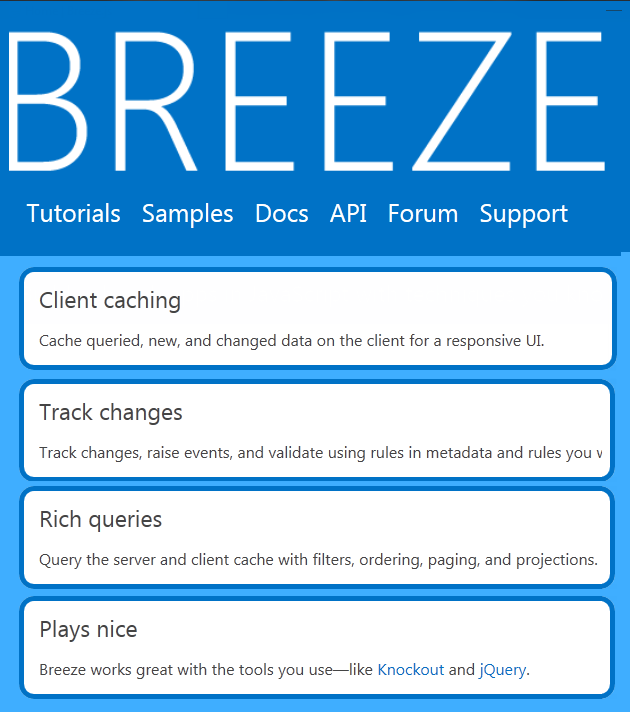 BREEZE
Tutorials Samples Docs API Forum Support
Client caching
Cache queried, new, and changed data on the client for a responsive UI.
Track changes
Track changes, raise events, and validate using rules in metadata and rules you
Rich queries
Query the server and client cache with filters, ordering, paging, and projections.
Plays nice
Breeze works great with the tools you use—like Knockout and jQuery.